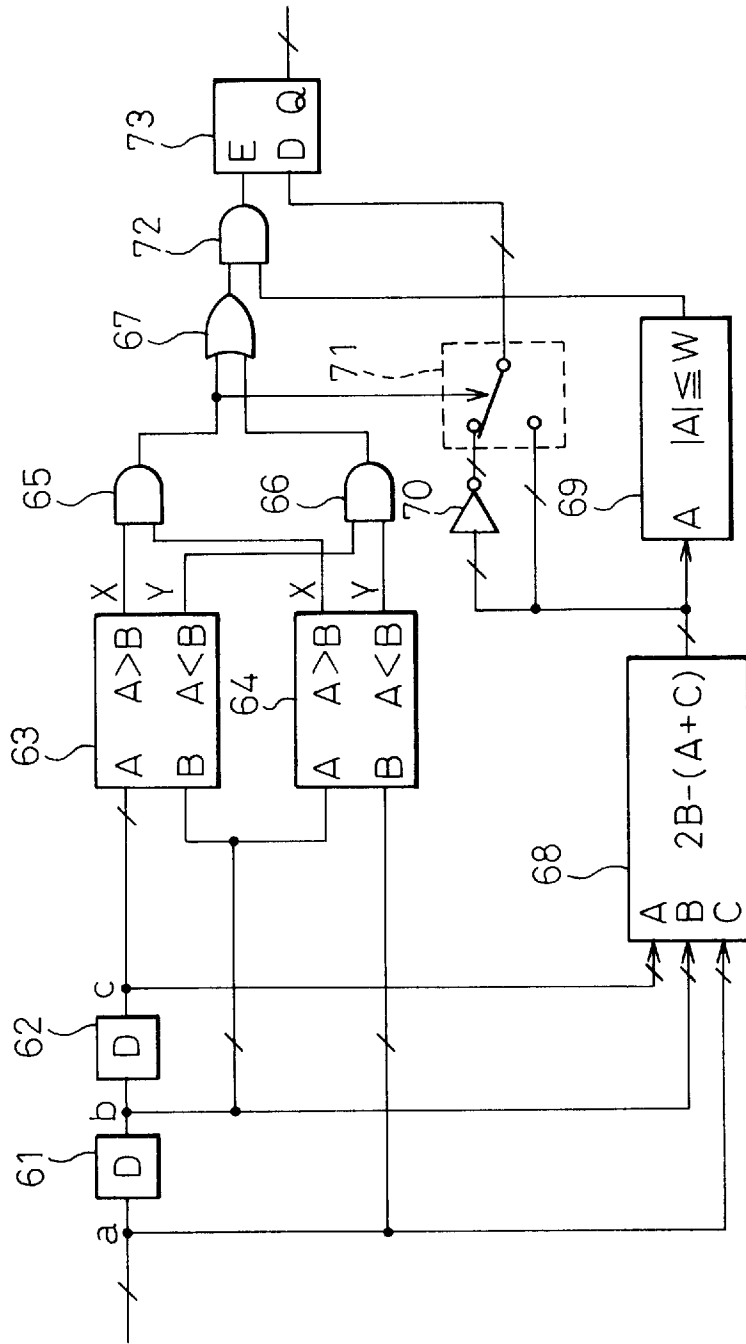 a
61
D
b
62
D
c
63
A A>B X
B A<B Y
64
A A>B X
B A<B Y
65
66
67
72
73
E
D Q
70
71
68
A
B 2B-(A+C)
C
69
A |A|≦W